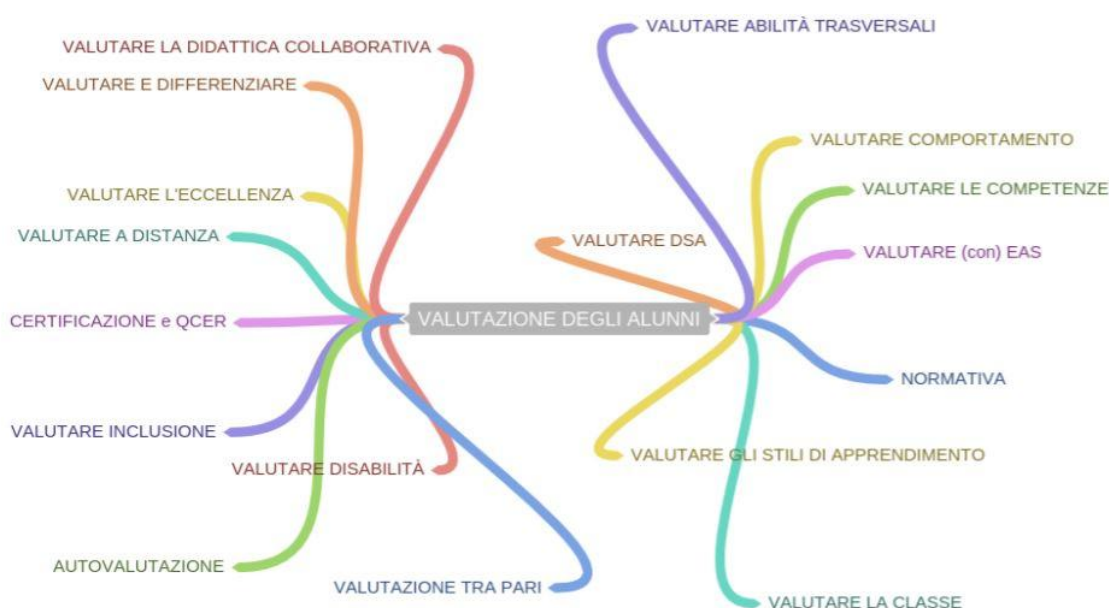 VALUTARE LA DIDATTICA COLLABORATIVA
VALUTARE E DIFFERENZIARE
VALUTARE L'ECCELLENZA
VALUTARE A DISTANZA
CERTIFICAZIONE e QCER
VALUTARE INCLUSIONE
VALUTARE DISABILITÀ
AUTOVALUTAZIONE
VALUTAZIONE TRA PARI
VALUTAZIONE DEGLI ALUNNI
VALUTARE ABILITÀ TRASVERSALI
VALUTARE COMPORTAMENTO
VALUTARE LE COMPETENZE
VALUTARE DSA
VALUTARE (con) EAS
NORMATIVA
VALUTARE GLI STILI DI APPRENDIMENTO
VALUTARE LA CLASSE